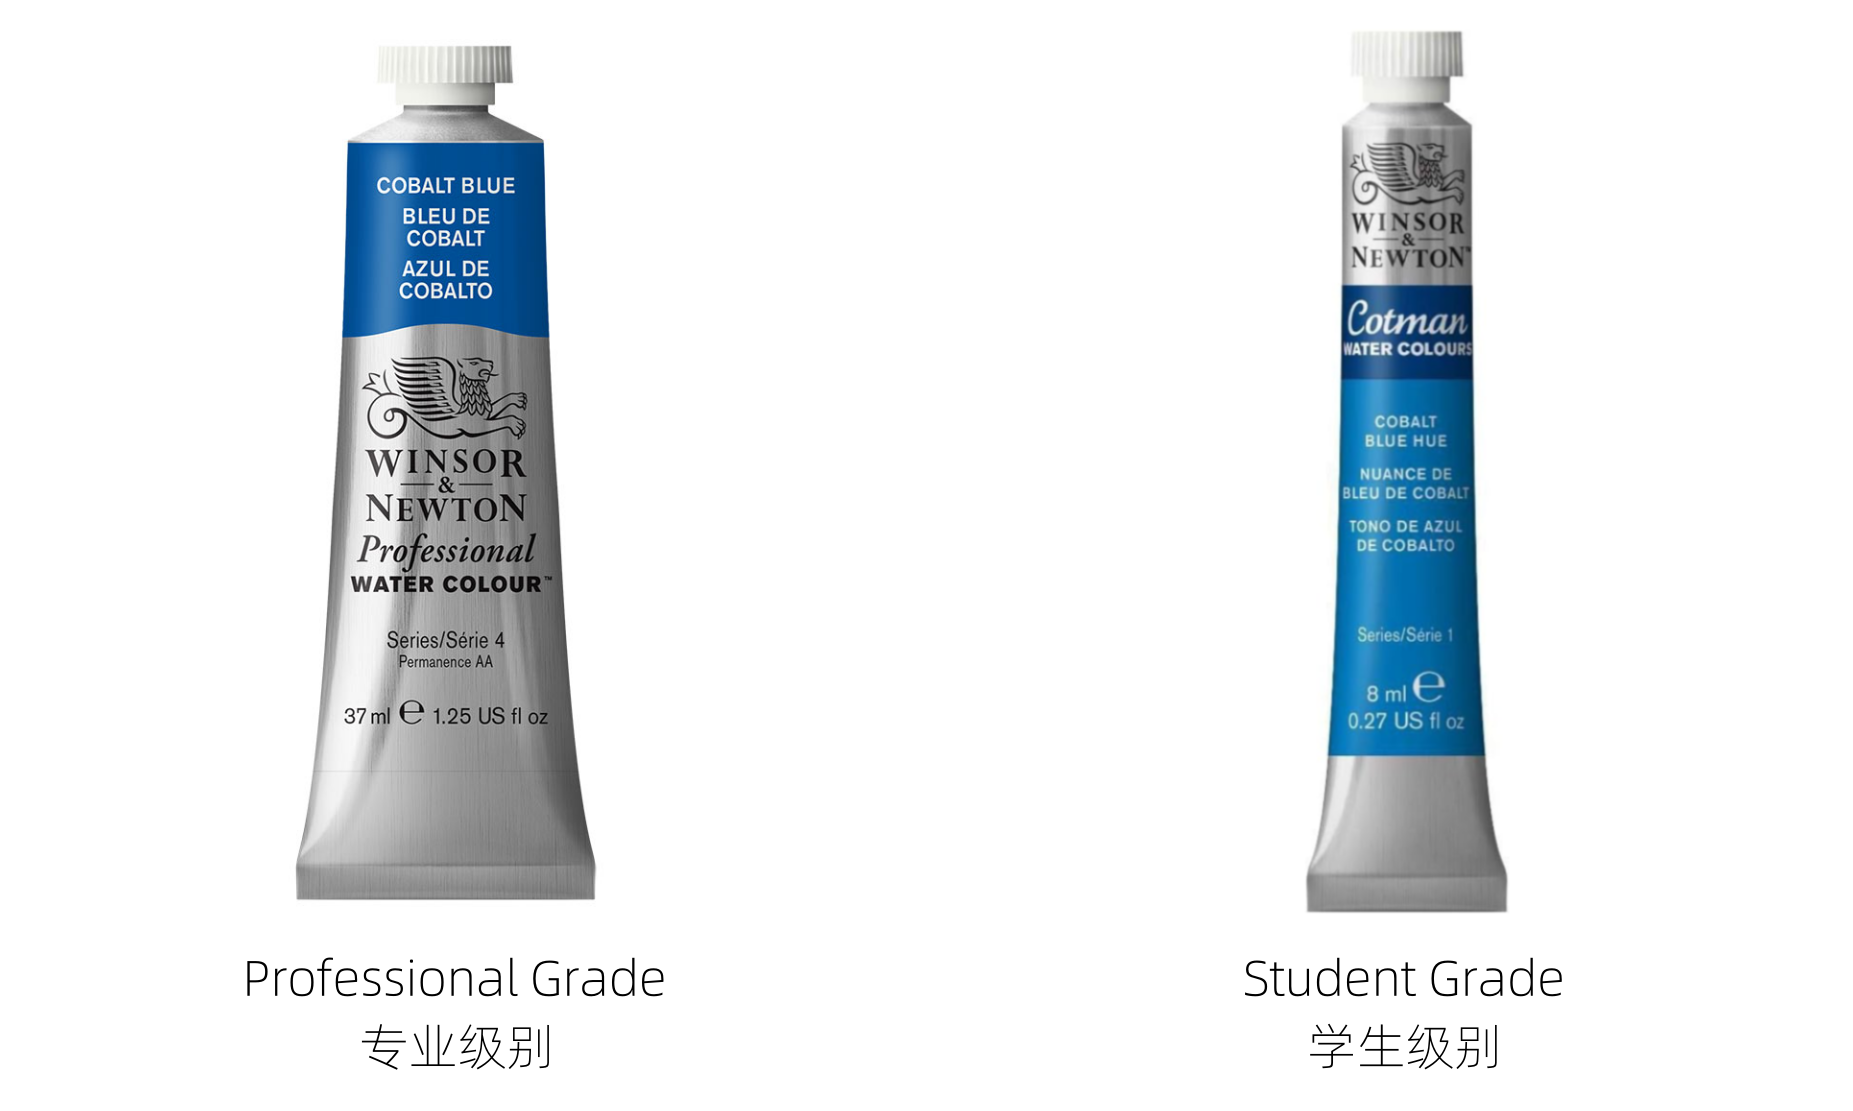 COBALT BLUE
BLEU DE
COBALT
AZUL DE
COBALTO
WINSOR
&
NEWTON
Professional
WATER COLOUR™
Series/Série 4
Permanence AA
37 ml ℮ 1.25 US fl oz
Professional Grade
专业级别
WINSOR
&
NEWTON™
Cotman
WATER COLOURS
COBALT
BLUE HUE
NUANCE DE
BLEU DE COBALT
TONO DE AZUL
DE COBALTO
Series/Série 1
8 ml ℮
0.27 US fl oz
Student Grade
学生级别